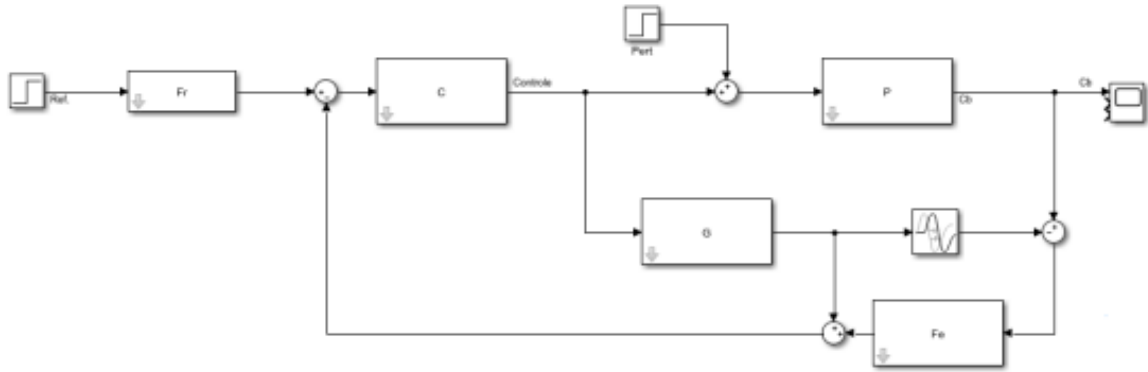 Pert
Ref.
Fr
C
Controle
P
Cb
Cb
G
Fe